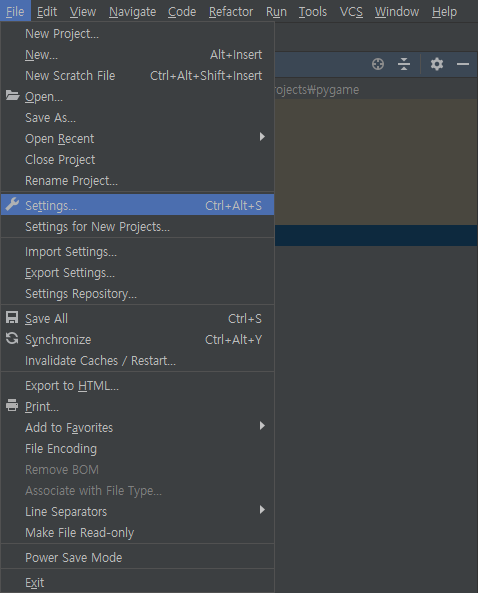 File Edit View Navigate Code Refactor Run Tools VCS Window Help
New Project...
New... Alt+Insert
New Scratch File Ctrl+Alt+Shift+Insert
Open...
ojects₩pygame
Save As...
Open Recent
Close Project
Rename Project...
Settings... Ctrl+Alt+S
Settings for New Projects...
Import Settings...
Export Settings...
Settings Repository...
Save All Ctrl+S
Synchronize Ctrl+Alt+Y
Invalidate Caches / Restart...
Export to HTML...
Print...
Add to Favorites
File Encoding
Remove BOM
Associate with File Type...
Line Separators
Make File Read-only
Power Save Mode
Exit